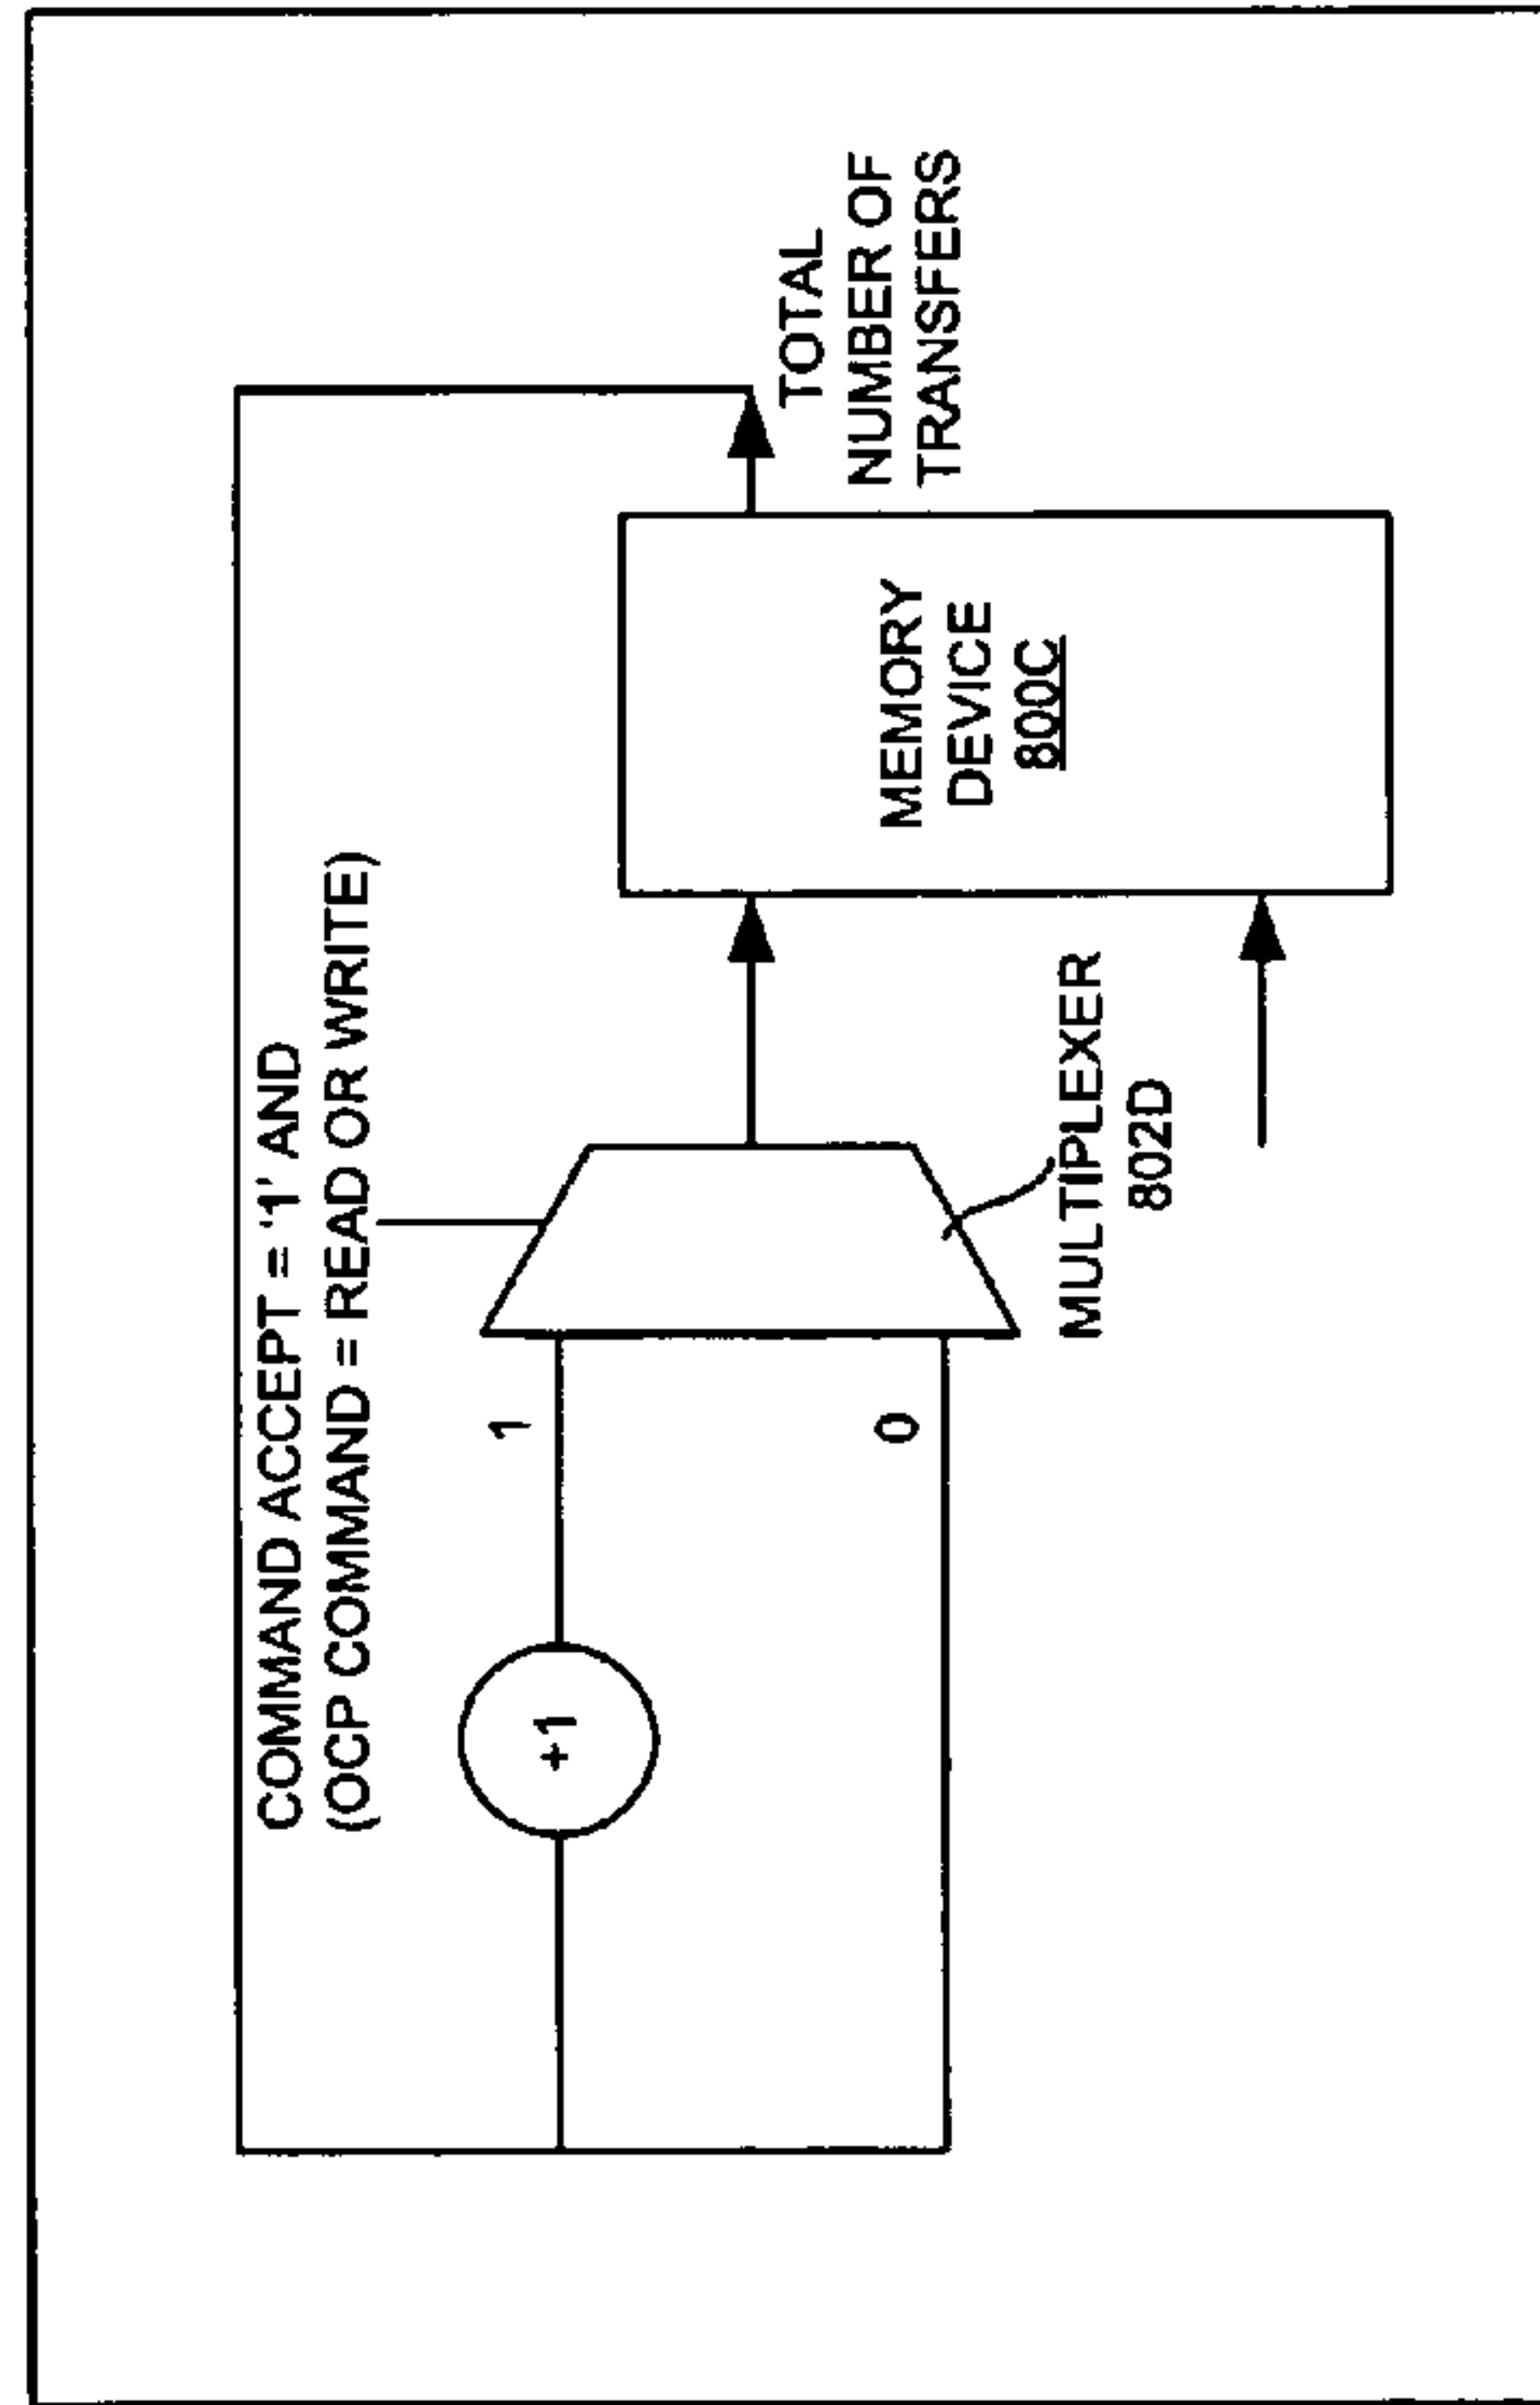 COMMAND ACCEPT = '1' AND
(OCP COMMAND = READ OR WRITE)
+1
1
0
MULTIPLEXER
802D
MEMORY
DEVICE
800C
TOTAL
NUMBER OF
TRANSFERS